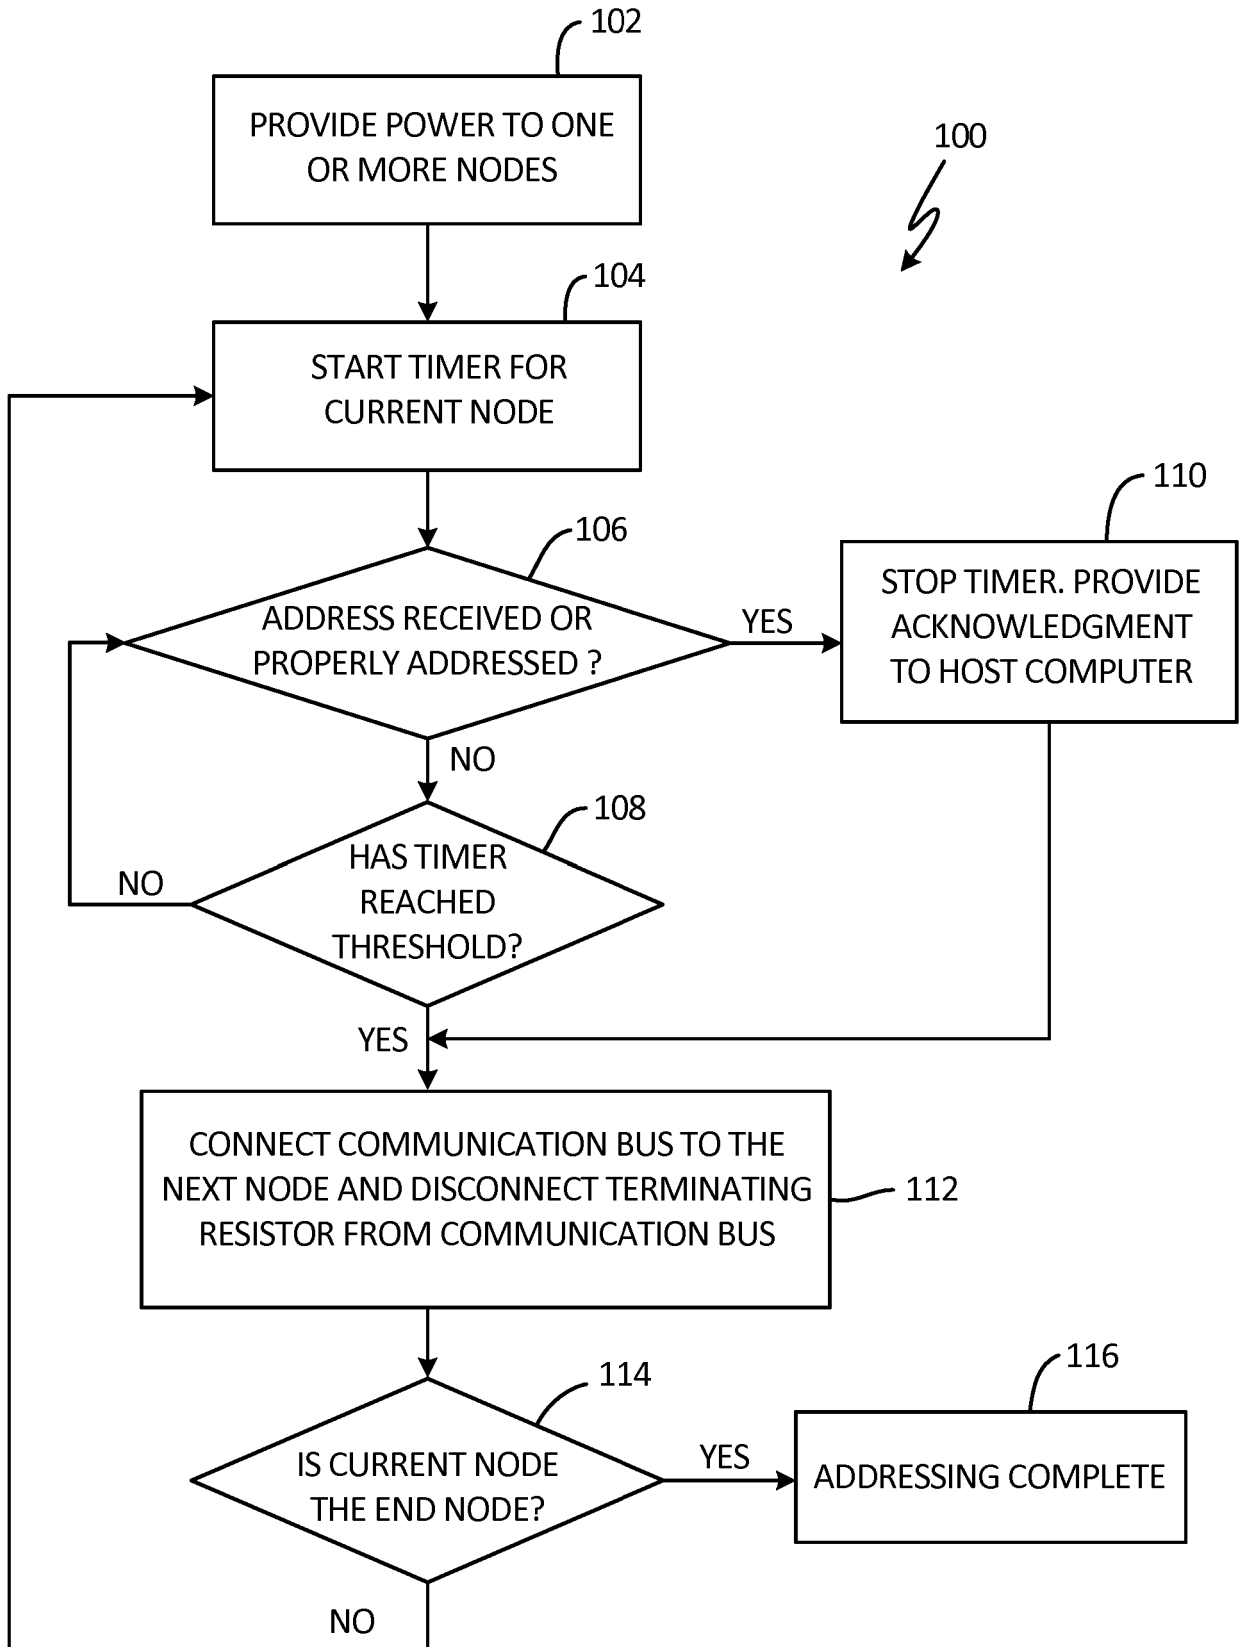 102
PROVIDE POWER TO ONE
OR MORE NODES
100
104
START TIMER FOR
CURRENT NODE
106
ADDRESS RECEIVED OR
PROPERLY ADDRESSED ?
YES
110
STOP TIMER. PROVIDE
ACKNOWLEDGMENT
TO HOST COMPUTER
NO
108
HAS TIMER
REACHED
THRESHOLD?
NO
YES
CONNECT COMMUNICATION BUS TO THE
NEXT NODE AND DISCONNECT TERMINATING
RESISTOR FROM COMMUNICATION BUS
112
114
IS CURRENT NODE
THE END NODE?
YES
116
ADDRESSING COMPLETE
NO